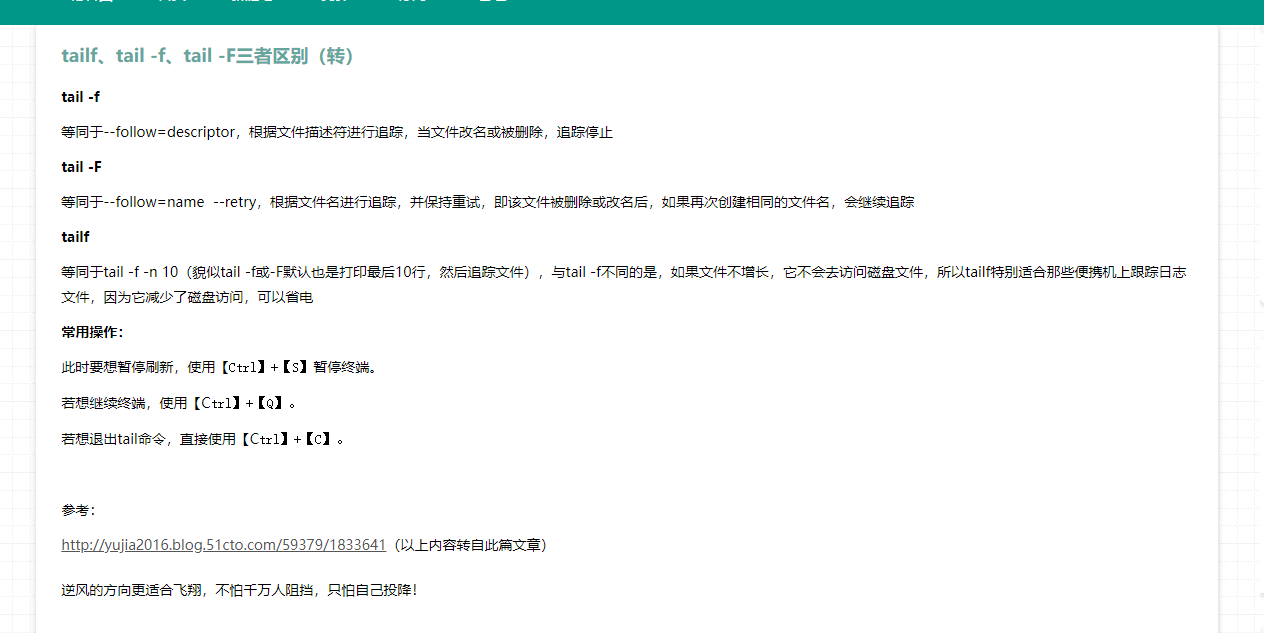 tailf、tail -f、tail -F三者区别（转）
tail -f
等同于--follow=descriptor，根据文件描述符进行追踪，当文件改名或被删除，追踪停止
tail -F
等同于--follow=name  --retry，根据文件名进行追踪，并保持重试，即该文件被删除或改名后，如果再次创建相同的文件名，会继续追踪
tailf
等同于tail -f -n 10（貌似tail -f或-F默认也是打印最后10行，然后追踪文件），与tail -f不同的是，如果文件不增长，它不会去访问磁盘文件，所以tailf特别适合那些便携机上跟踪日志
文件，因为它减少了磁盘访问，可以省电
常用操作：
此时要想暂停刷新，使用【Ctrl】+【S】暂停终端。
若想继续终端，使用【Ctrl】+【Q】。
若想退出tail命令，直接使用【Ctrl】+【C】。
参考：
http://yujia2016.blog.51cto.com/59379/1833641（以上内容转自此篇文章）
逆风的方向更适合飞翔，不怕千万人阻挡，只怕自己投降！